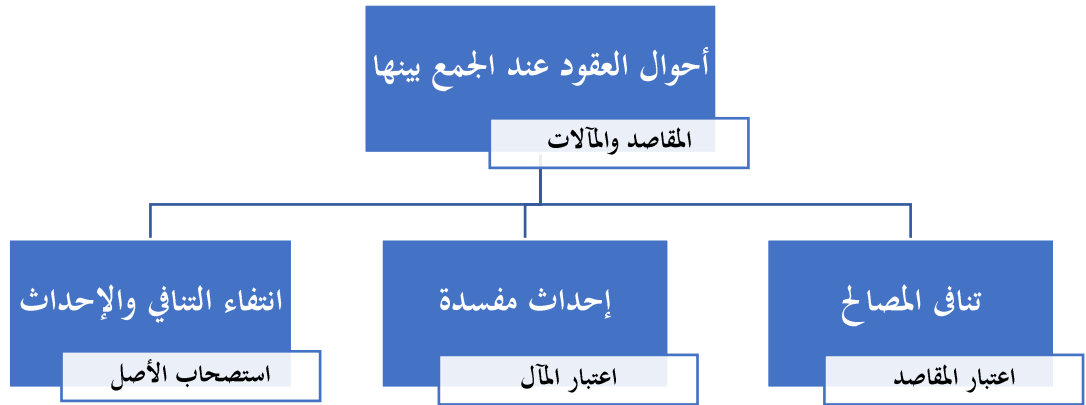 أحوال العقود عند الجمع بينها
المقاصد والمآلات
تنافى المصالح
اعتبار المقاصد
إحداث مفسدة
اعتبار المآل
انتفاء التنافي والإحداث
استصحاب الأصل